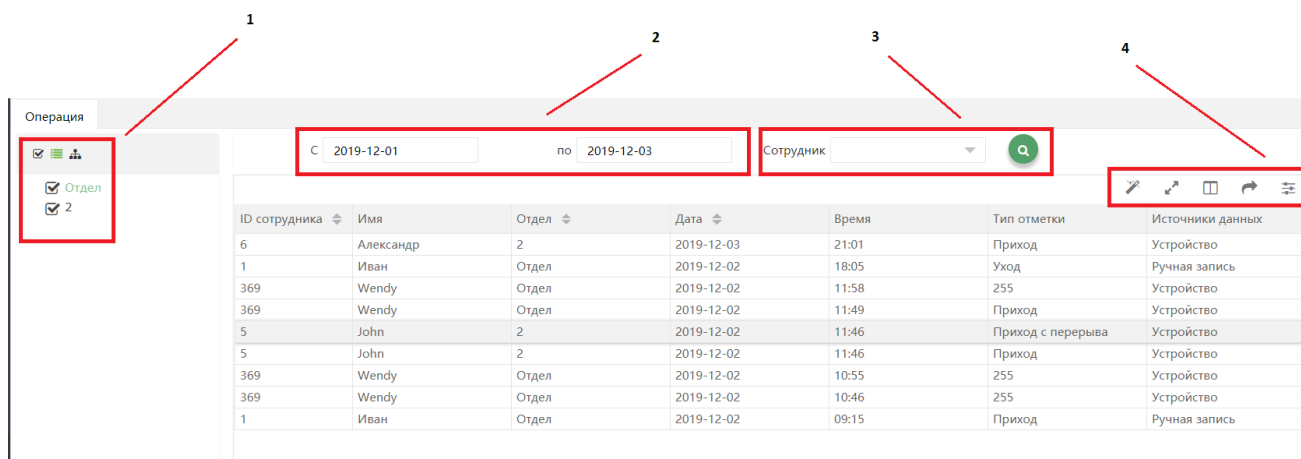 1
2
3
4
Операция
С 2019-12-01 по 2019-12-03 Сотрудник
Отдел
2
ID сотрудника Имя Отдел Дата Время Тип отметки Источники данных
6 Александр 2 2019-12-03 21:01 Приход Устройство
1 Иван Отдел 2019-12-02 18:05 Уход Ручная запись
369 Wendy Отдел 2019-12-02 11:58 255 Устройство
369 Wendy Отдел 2019-12-02 11:49 Приход Устройство
5 John 2 2019-12-02 11:46 Приход с перерыва Устройство
5 John 2 2019-12-02 11:46 Приход Устройство
369 Wendy Отдел 2019-12-02 10:55 255 Устройство
369 Wendy Отдел 2019-12-02 10:46 255 Устройство
1 Иван Отдел 2019-12-02 09:15 Приход Ручная запись